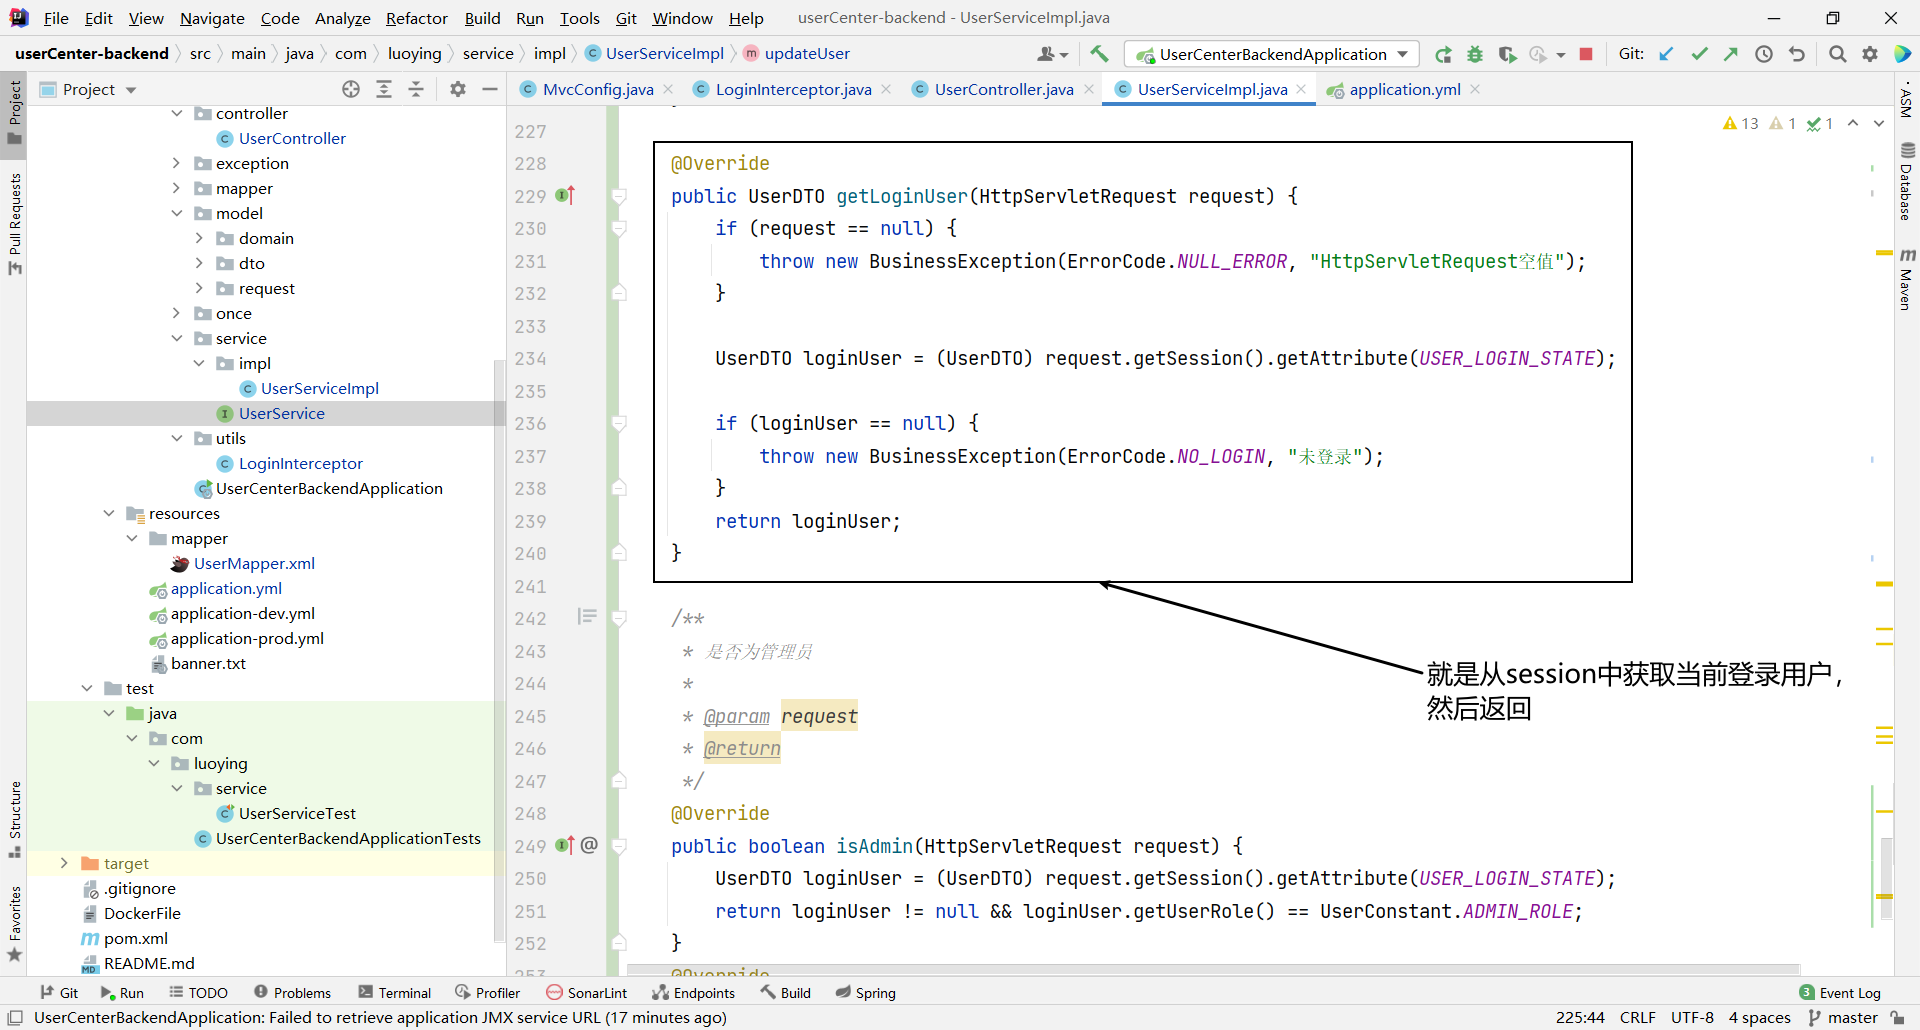 File Edit View Navigate Code Analyze Refactor Build Run Tools Git Window Help userCenter-backend - UserServiceImpl.java
userCenter-backend src main java com luoying service impl UserServiceImpl updateUser UserCenterBackendApplication Git:
Project MvcConfig.java LoginInterceptor.java UserController.java UserServiceImpl.java application.yml
Project
Pull Requests
Structure
Favorites
controller
UserController
exception
mapper
model
domain
dto
request
once
service
impl
UserServiceImpl
UserService
utils
LoginInterceptor
UserCenterBackendApplication
resources
mapper
UserMapper.xml
application.yml
application-dev.yml
application-prod.yml
banner.txt
test
java
com
luoying
service
UserServiceTest
UserCenterBackendApplicationTests
target
.gitignore
DockerFile
pom.xml
README.md
13 1 1
227
228 @Override
229 public UserDTO getLoginUser(HttpServletRequest request) {
230 if (request == null) {
231 throw new BusinessException(ErrorCode.NULL_ERROR, "HttpServletRequest空值");
232 }
233
234 UserDTO loginUser = (UserDTO) request.getSession().getAttribute(USER_LOGIN_STATE);
235
236 if (loginUser == null) {
237 throw new BusinessException(ErrorCode.NO_LOGIN, "未登录");
238 }
239 return loginUser;
240 }
241
242 /**
243 * 是否为管理员
244 *
245 * @param request
246 * @return
247 */
248 @Override
249 public boolean isAdmin(HttpServletRequest request) {
250 UserDTO loginUser = (UserDTO) request.getSession().getAttribute(USER_LOGIN_STATE);
251 return loginUser != null && loginUser.getUserRole() == UserConstant.ADMIN_ROLE;
252 }
253 @Override
就是从session中获取当前登录用户，
然后返回
ASM
Database
Maven
Git Run TODO Problems Terminal Profiler SonarLint Endpoints Build Spring 3 Event Log
UserCenterBackendApplication: Failed to retrieve application JMX service URL (17 minutes ago) 225:44 CRLF UTF-8 4 spaces master